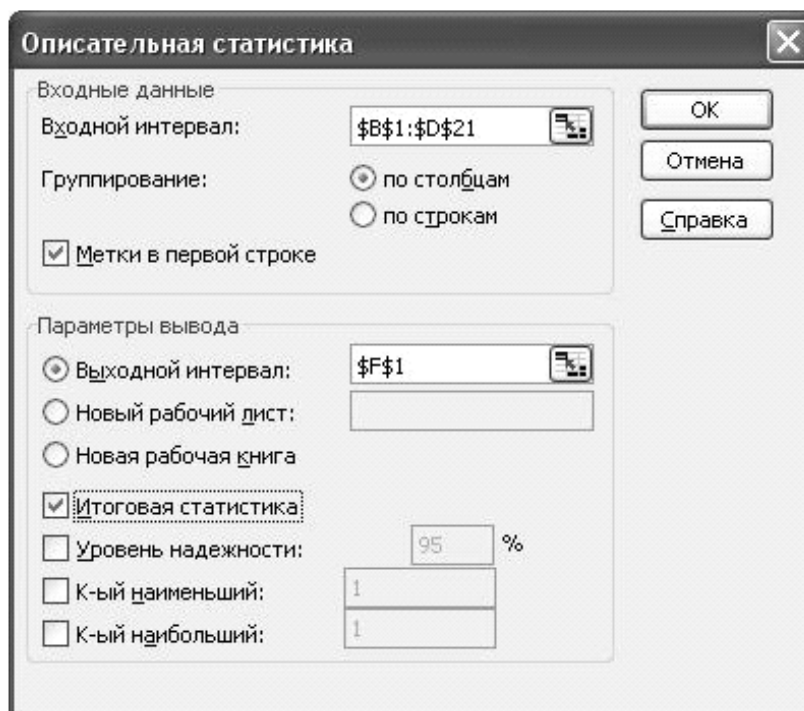 Описательная статистика
Входные данные
Входной интервал: $B$1:$D$21
Группирование: по столбцам
по строкам
Метки в первой строке
OK
Отмена
Справка
Параметры вывода
Выходной интервал: $F$1
Новый рабочий лист:
Новая рабочая книга
Итоговая статистика
Уровень надежности: 95 %
К-ый наименьший: 1
К-ый наибольший: 1